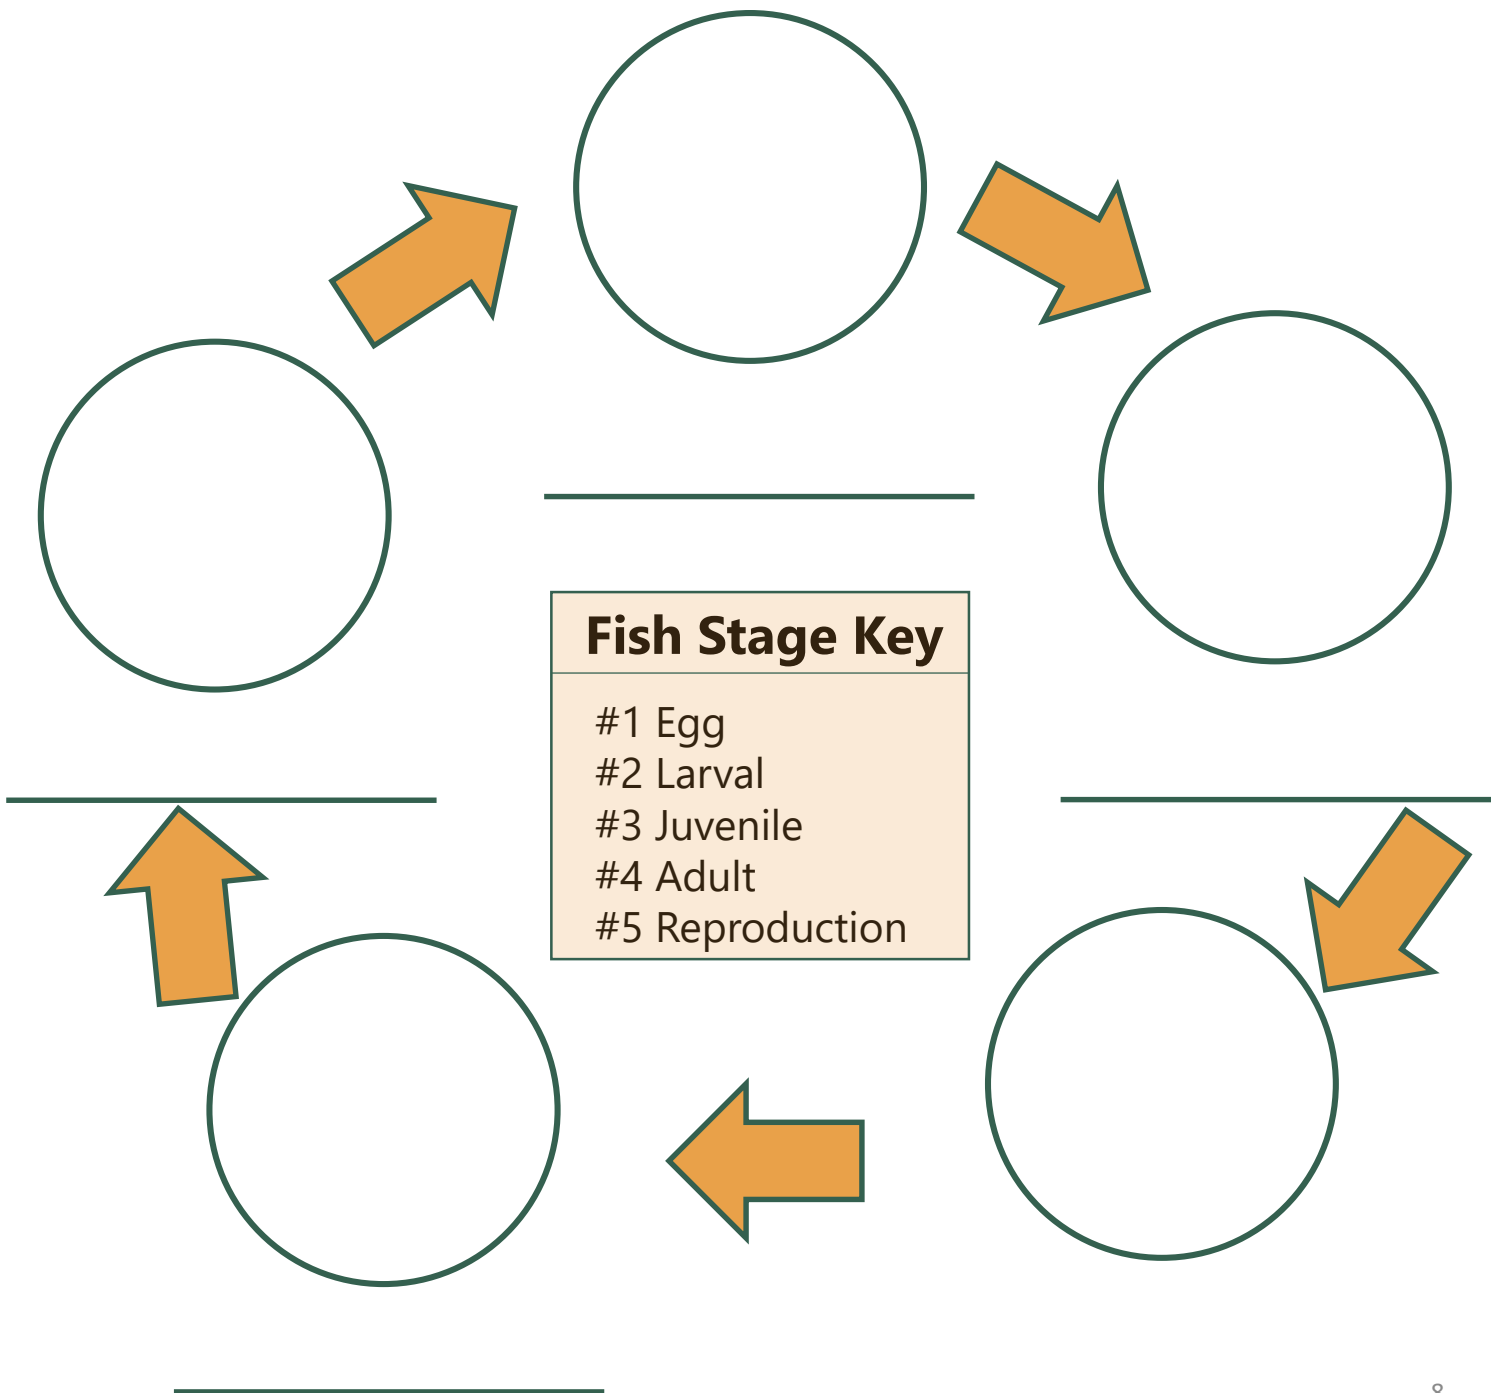 Fish Stage Key
#1 Egg
#2 Larval
#3 Juvenile
#4 Adult
#5 Reproduction